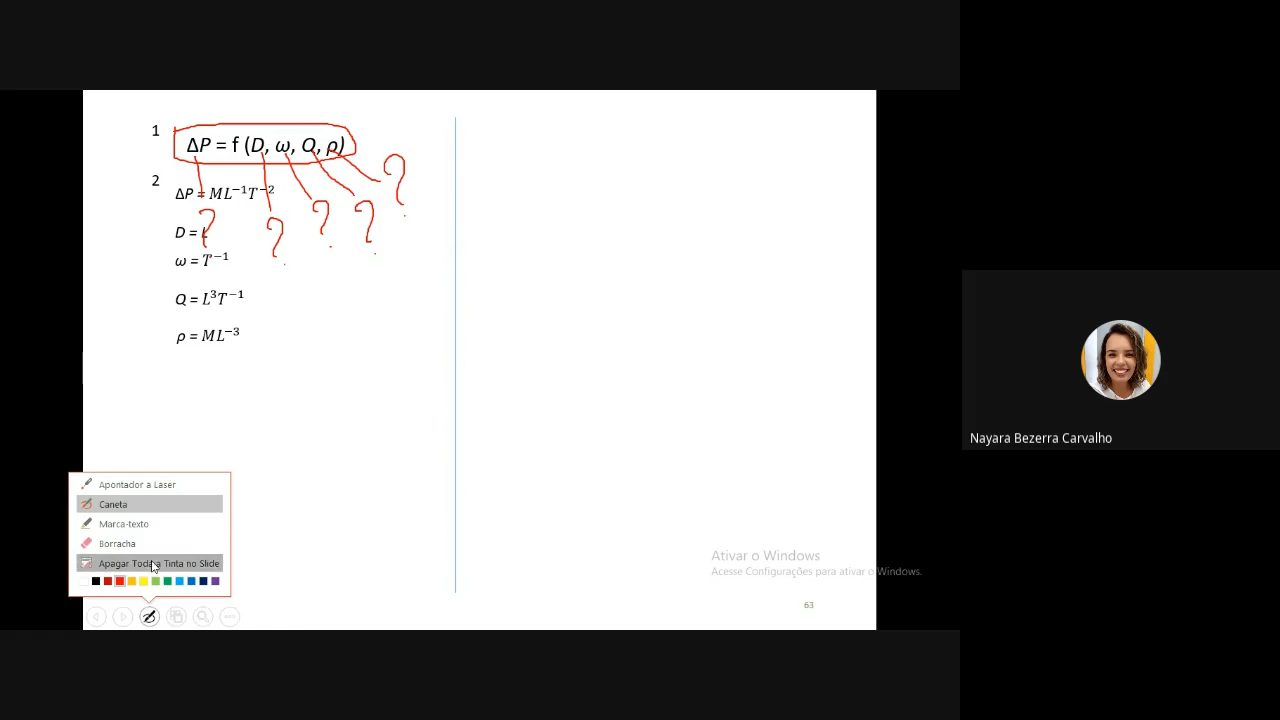 1
ΔP = f (D, ω, Q, ρ)
2
ΔP = ML⁻¹T⁻²
? ? ? ? ?
D = L
ω = T⁻¹
Q = L³T⁻¹
ρ = ML⁻³
Apontador a Laser
Caneta
Marca-texto
Borracha
Apagar Toda a Tinta no Slide
Ativar o Windows
Acesse Configurações para ativar o Windows.
63
Nayara Bezerra Carvalho